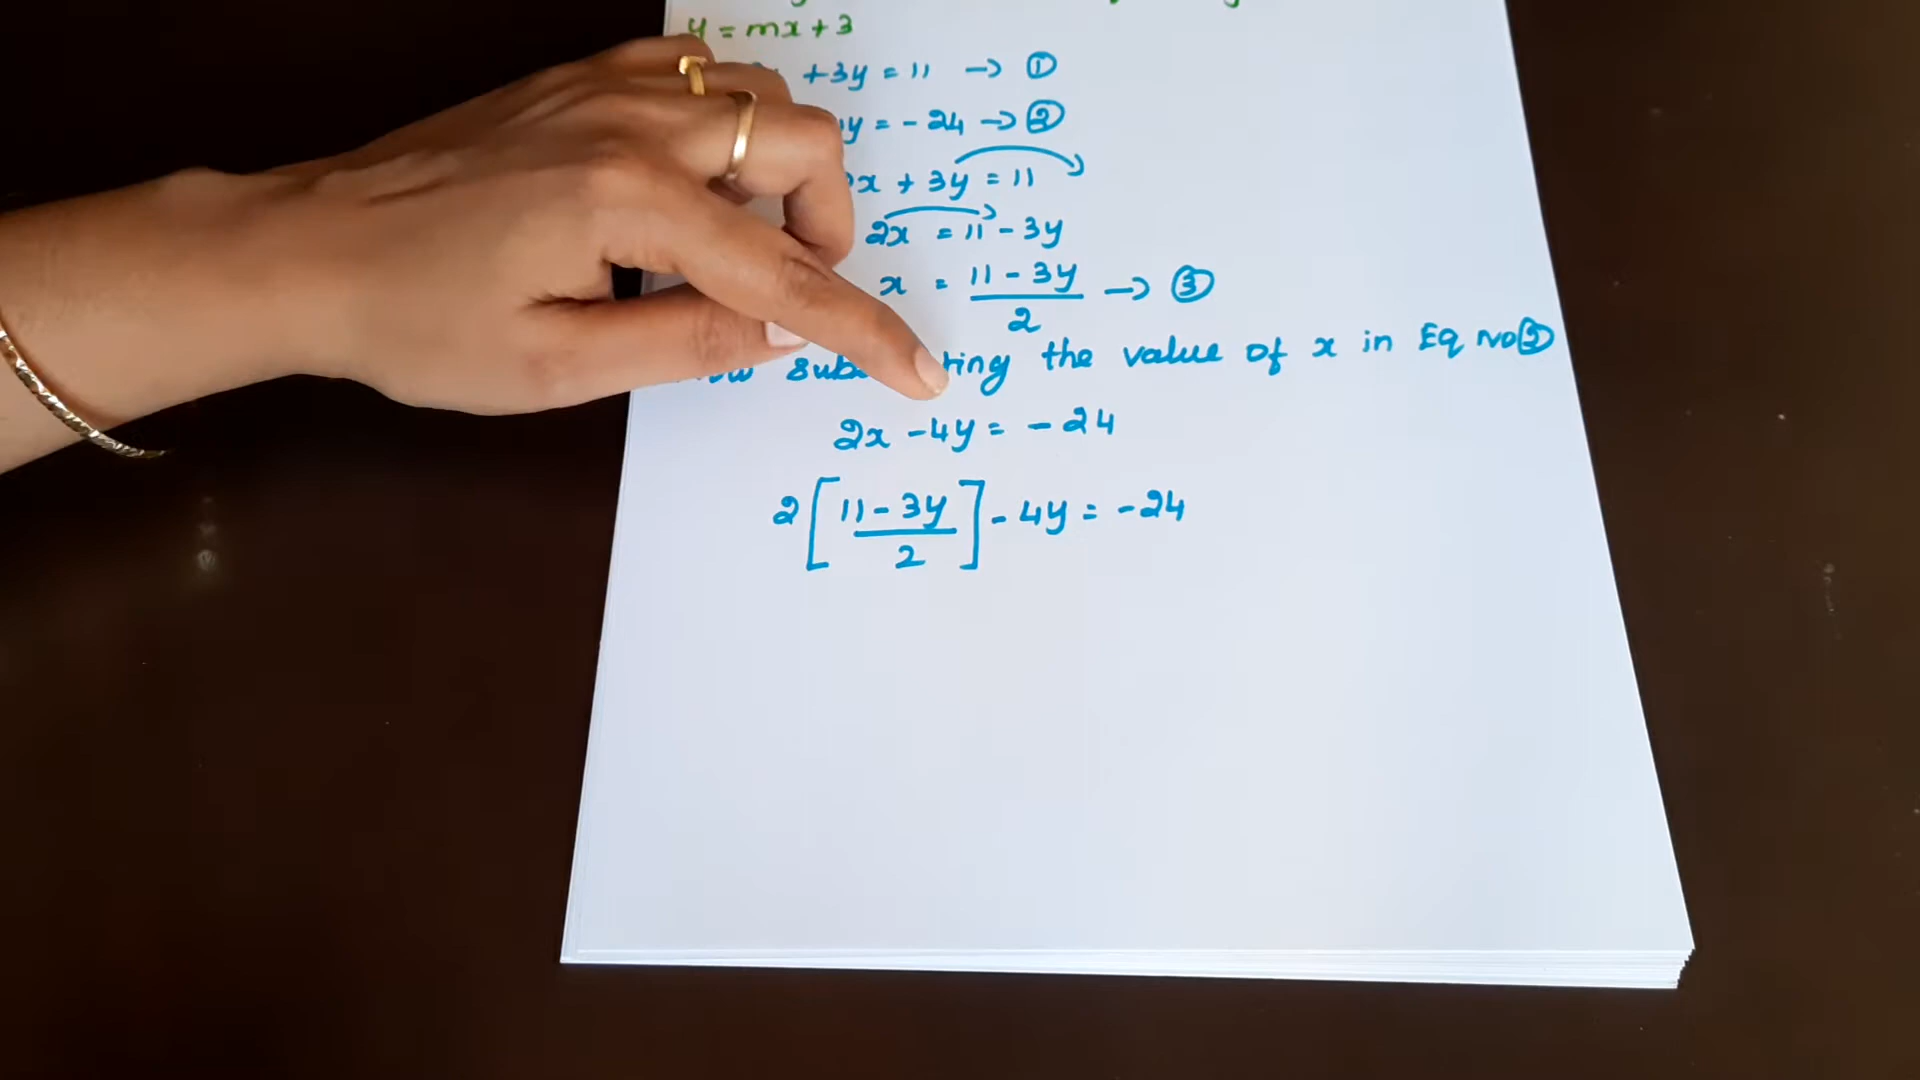 y = mx + 3
+3y = 11 → ①
y = - 24 → ②
x + 3y = 11
2x = 11 - 3y
x = 11 - 3y / 2 → ③
the value of x in Eq No ②
2x - 4y = - 24
2 [ 11 - 3y / 2 ] - 4y = - 24